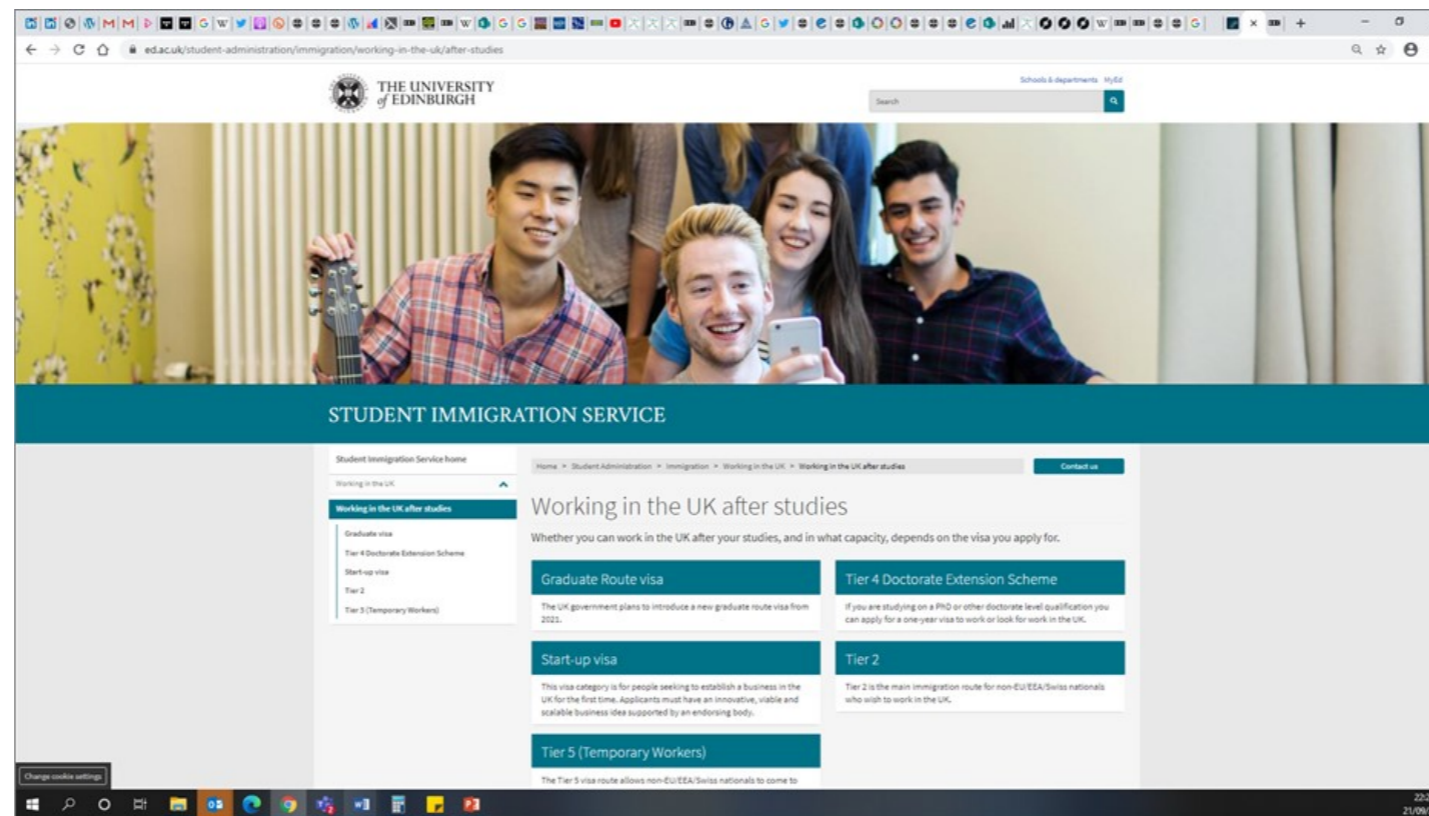 ed.ac.uk/student-administration/immigration/working-in-the-uk/after-studies
THE UNIVERSITY
of EDINBURGH
Schools & departments MyEd
Search
STUDENT IMMIGRATION SERVICE
Student Immigration Service home
Working in the UK
Working in the UK after studies
Graduate visa
Tier 4 Doctorate Extension Scheme
Start-up visa
Tier 2
Tier 5 (Temporary Workers)
Home > Student Administration > Immigration > Working in the UK > Working in the UK after studies
Contact us
Working in the UK after studies
Whether you can work in the UK after your studies, and in what capacity, depends on the visa you apply for.
Graduate Route visa
The UK government plans to introduce a new graduate route visa from
2021.
Tier 4 Doctorate Extension Scheme
If you are studying on a PhD or other doctorate level qualification you
can apply for a one-year visa to work or look for work in the UK.
Start-up visa
This visa category is for people seeking to establish a business in the
UK for the first time. Applicants must have an innovative, viable and
scalable business idea supported by an endorsing body.
Tier 2
Tier 2 is the main immigration route for non-EU/EEA/Swiss nationals
who wish to work in the UK.
Tier 5 (Temporary Workers)
The Tier 5 visa route allows non-EU/EEA/Swiss nationals to come to
Change cookie settings
22:2
21/09/